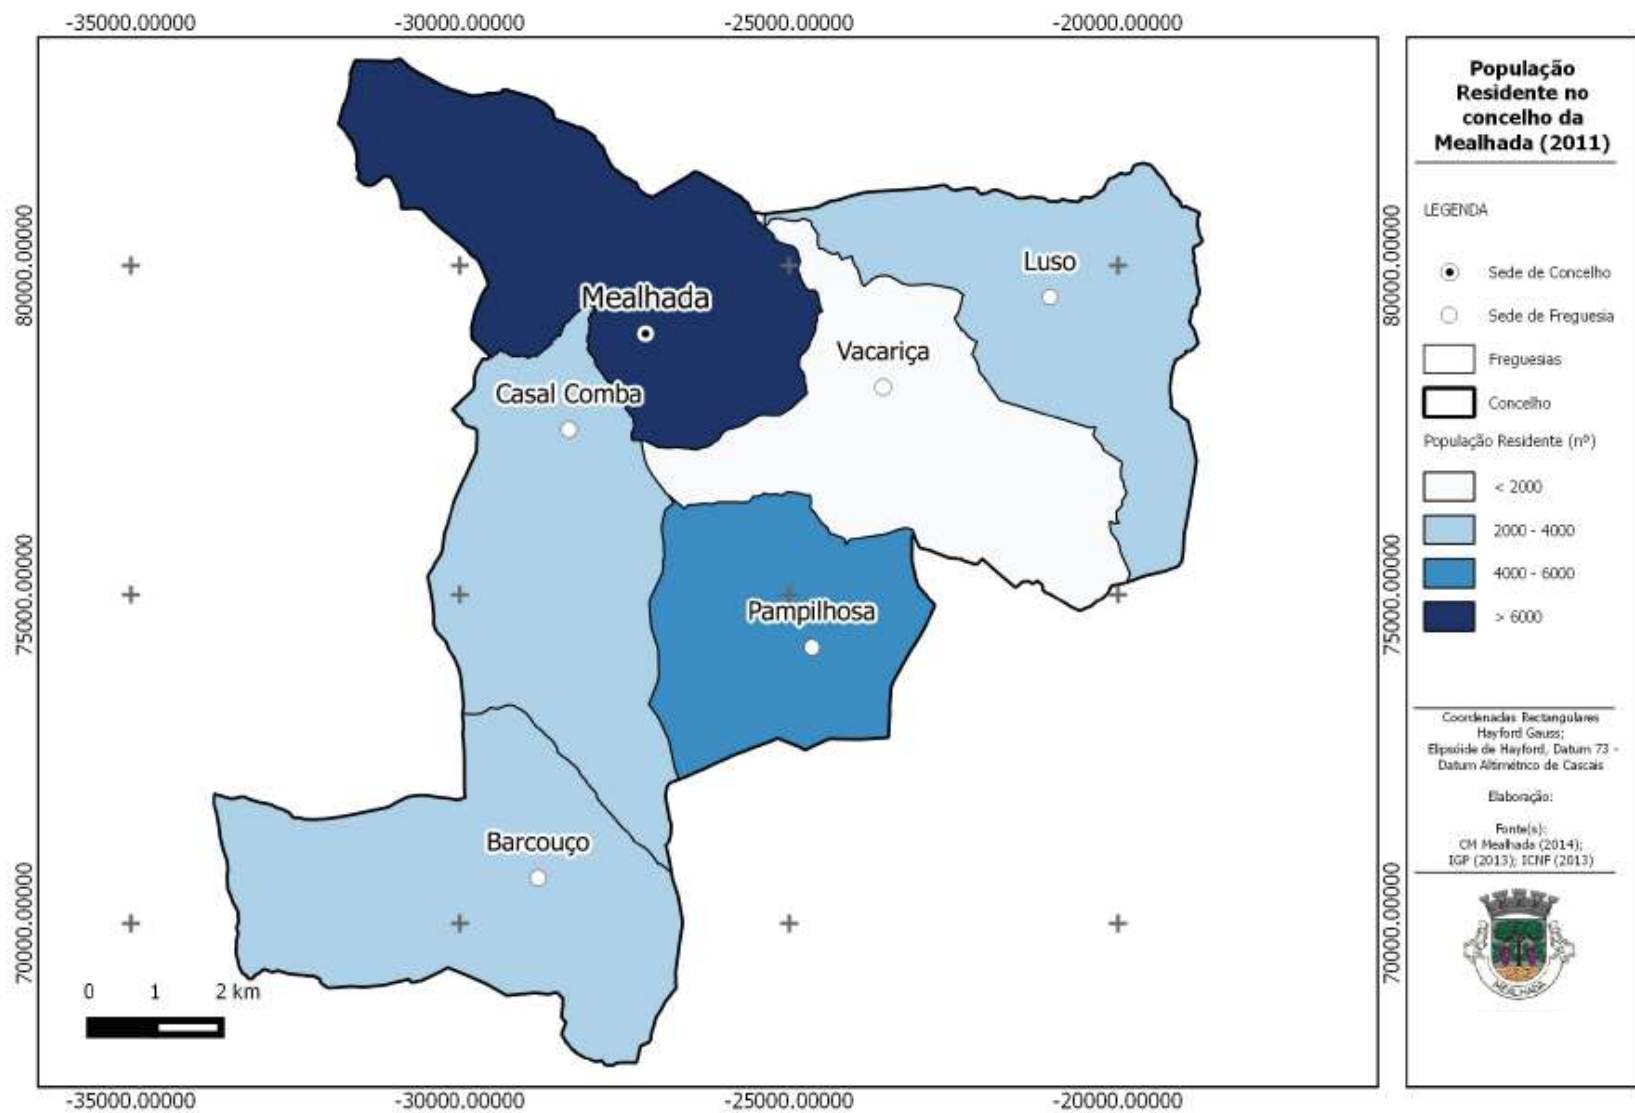 -35000.00000 -30000.00000 -25000.00000 -20000.00000
80000.00000
75000.00000
70000.00000
Luso
Mealhada
Vacariça
Casal Comba
Pampilhosa
Barcouço
0 1 2 km
80000.00000
75000.00000
70000.00000
-35000.00000 -30000.00000 -25000.00000 -20000.00000
População
Residente no
concelho da
Mealhada (2011)
LEGENDA
Sede de Concelho
Sede de Freguesia
Freguesias
Concelho
População Residente (nº)
< 2000
2000 - 4000
4000 - 6000
> 6000
Coordenadas Rectangulares
Hayford Gauss;
Elipsóide de Hayford, Datum 73 -
Datum Altimétrico de Cascais
Elaboração:
Fonte(s):
CM Mealhada (2014);
IGP (2013); ICNF (2013)
MEALHADA